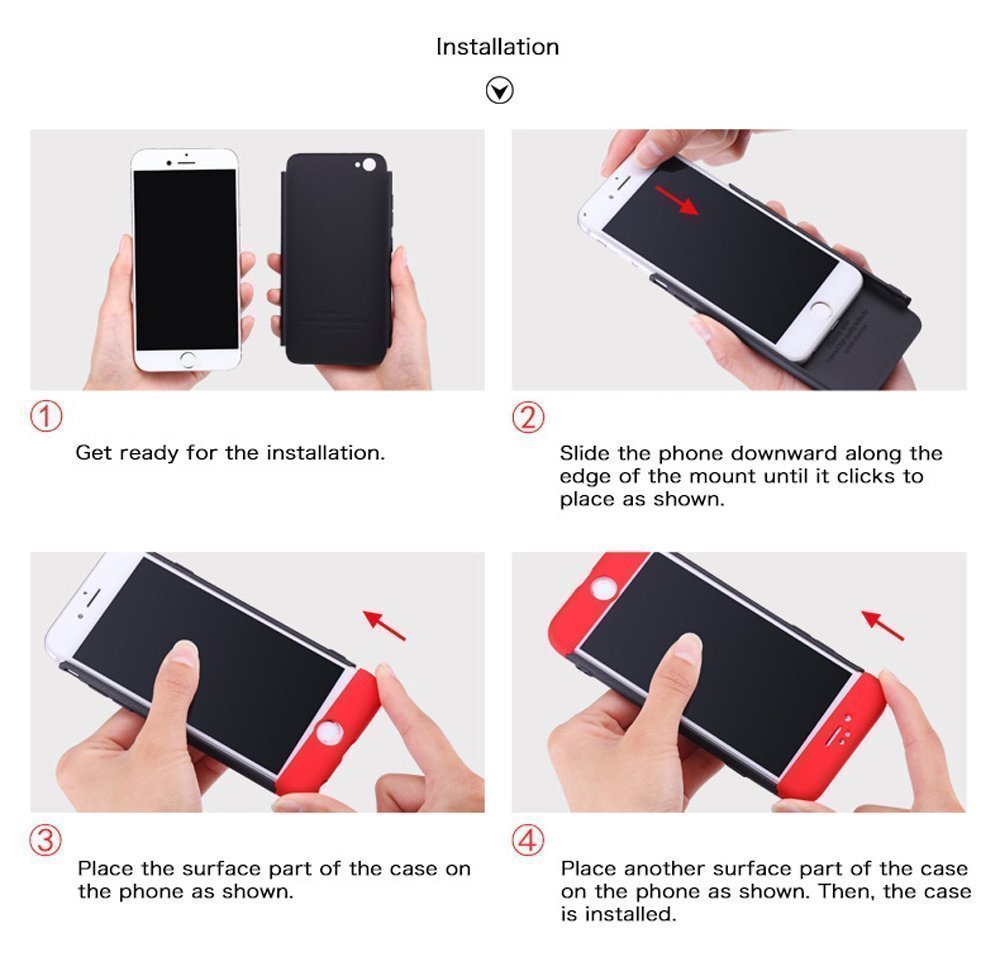 Installation
1
Get ready for the installation.
2
Slide the phone downward along the
edge of the mount until it clicks to
place as shown.
3
Place the surface part of the case on
the phone as shown.
4
Place another surface part of the case
on the phone as shown. Then, the case
is installed.